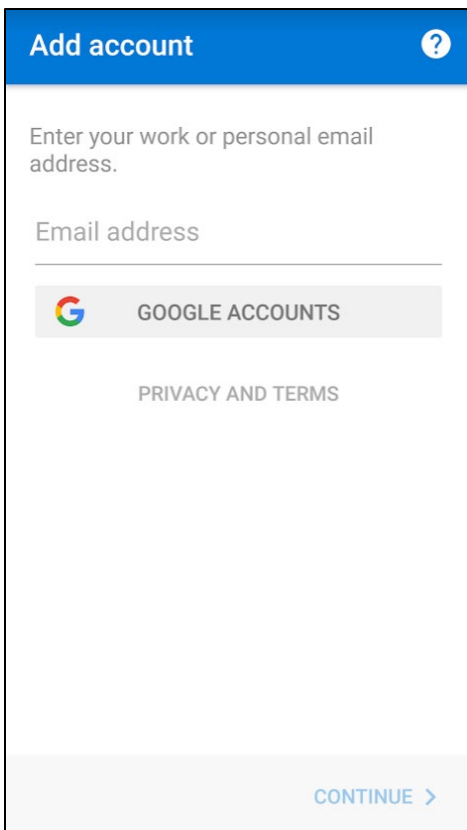 Add account
?
Enter your work or personal email
address.
Email address
G GOOGLE ACCOUNTS
PRIVACY AND TERMS
CONTINUE >